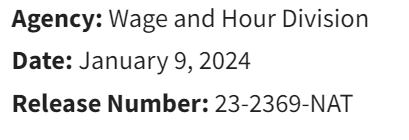 Agency: Wage and Hour Division
Date: January 9, 2024
Release Number: 23-2369-NAT